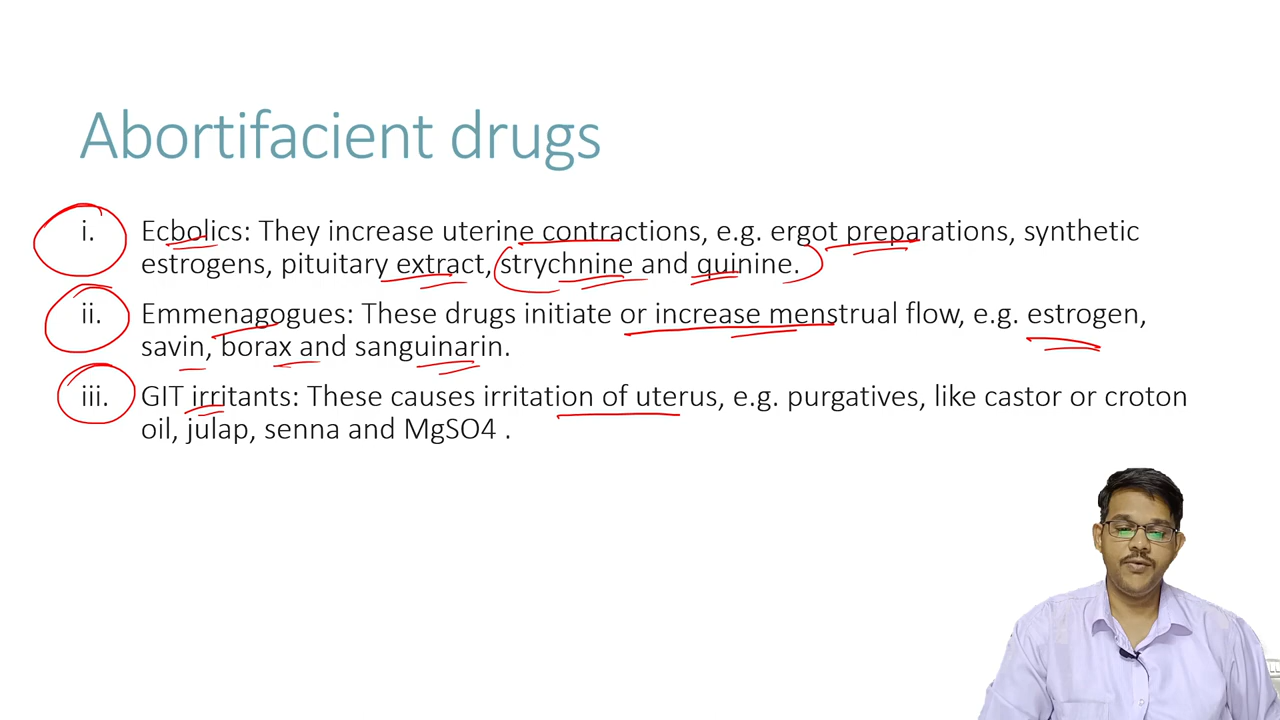 Abortifacient drugs
i. Ecbolics: They increase uterine contractions, e.g. ergot preparations, synthetic
estrogens, pituitary extract, strychnine and quinine.
ii. Emmenagogues: These drugs initiate or increase menstrual flow, e.g. estrogen,
savin, borax and sanguinarin.
iii. GIT irritants: These causes irritation of uterus, e.g. purgatives, like castor or croton
oil, julap, senna and MgSO4 .